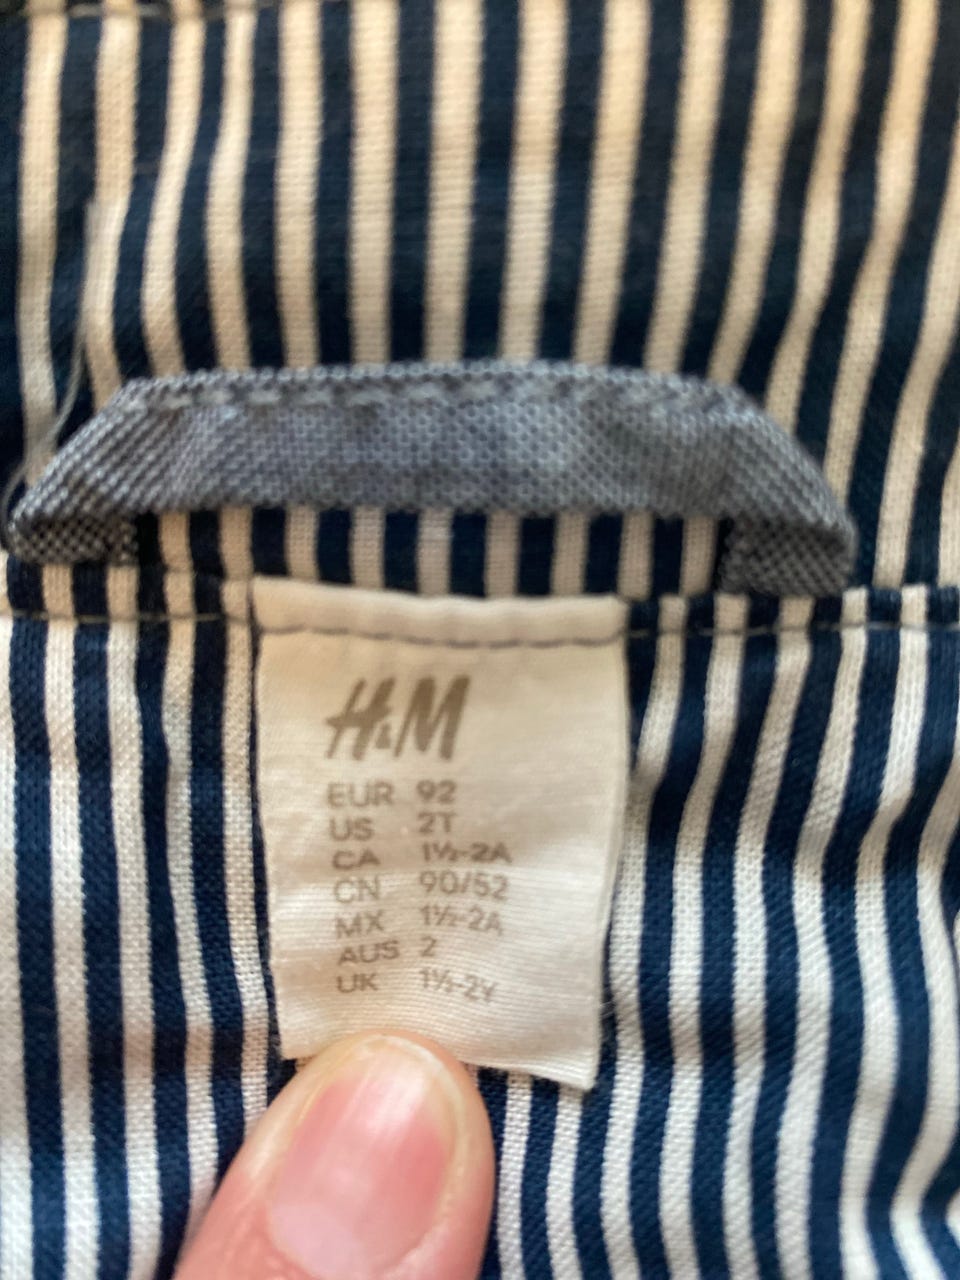 H&M
EUR 92
US 2T
CA 1½-2A
CN 90/52
MX 1½-2A
AUS 2
UK 1½-2Y